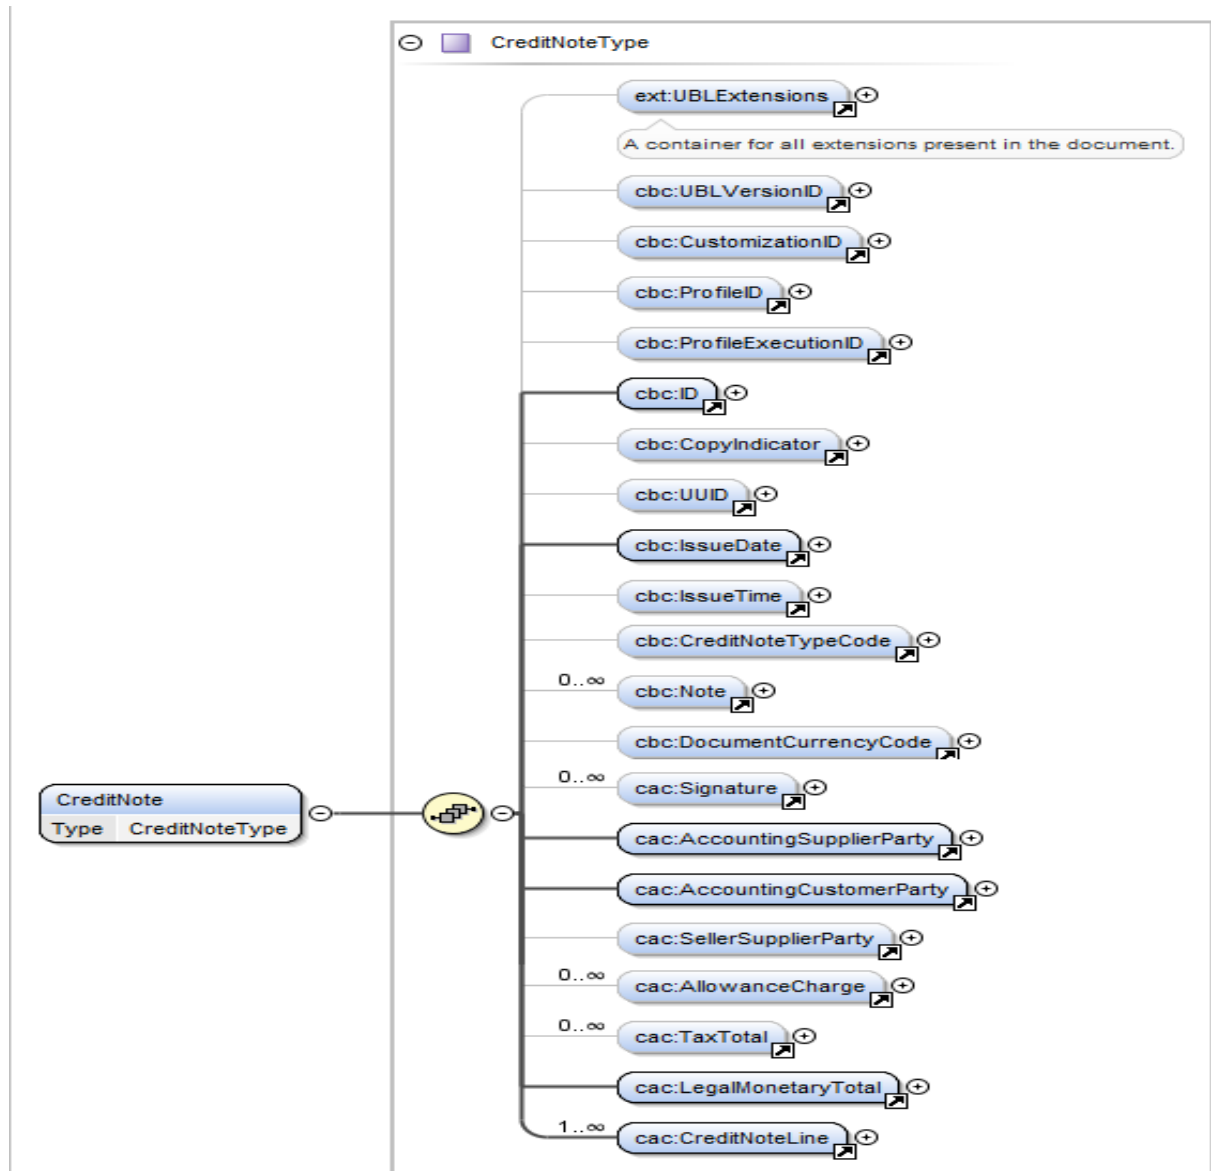 CreditNoteType
ext:UBLExtensions
A container for all extensions present in the document.
cbc:UBLVersionID
cbc:CustomizationID
cbc:ProfileID
cbc:ProfileExecutionID
cbc:ID
cbc:CopyIndicator
cbc:UUID
cbc:IssueDate
cbc:IssueTime
cbc:CreditNoteTypeCode
0..∞
cbc:Note
cbc:DocumentCurrencyCode
0..∞
cac:Signature
CreditNote
Type CreditNoteType
cac:AccountingSupplierParty
cac:AccountingCustomerParty
cac:SellerSupplierParty
0..∞
cac:AllowanceCharge
0..∞
cac:TaxTotal
cac:LegalMonetaryTotal
1..∞
cac:CreditNoteLine